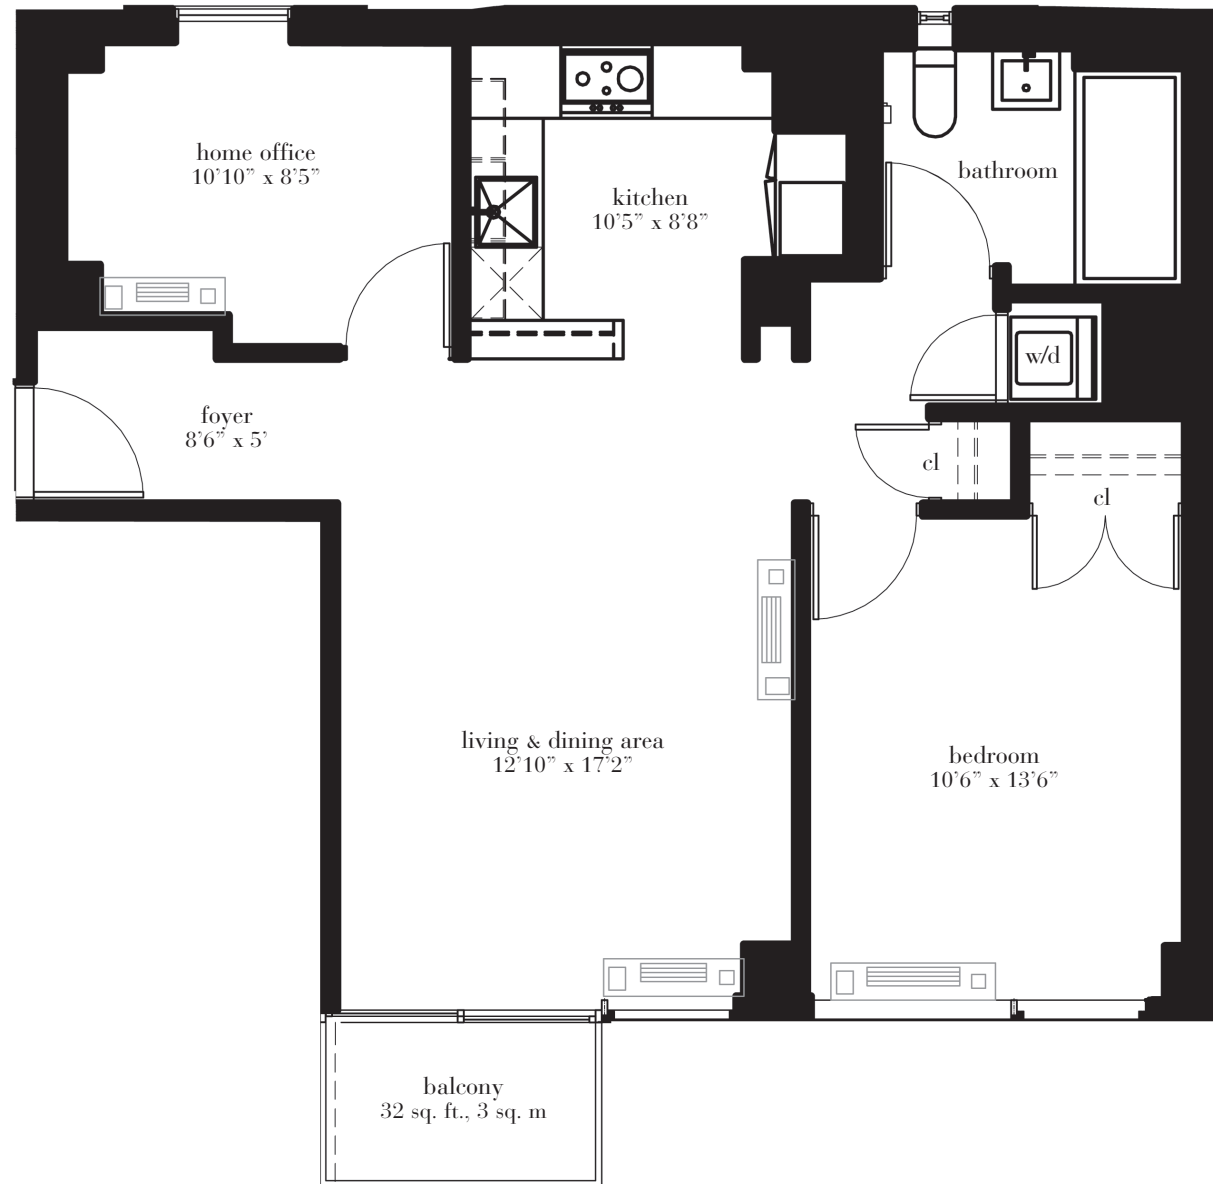 home office
10’10” x 8’5”
kitchen
10’5” x 8’8”
bathroom
w/d
foyer
8’6” x 5’
cl
cl
living & dining area
12’10” x 17’2”
bedroom
10’6” x 13’6”
balcony
32 sq. ft., 3 sq. m